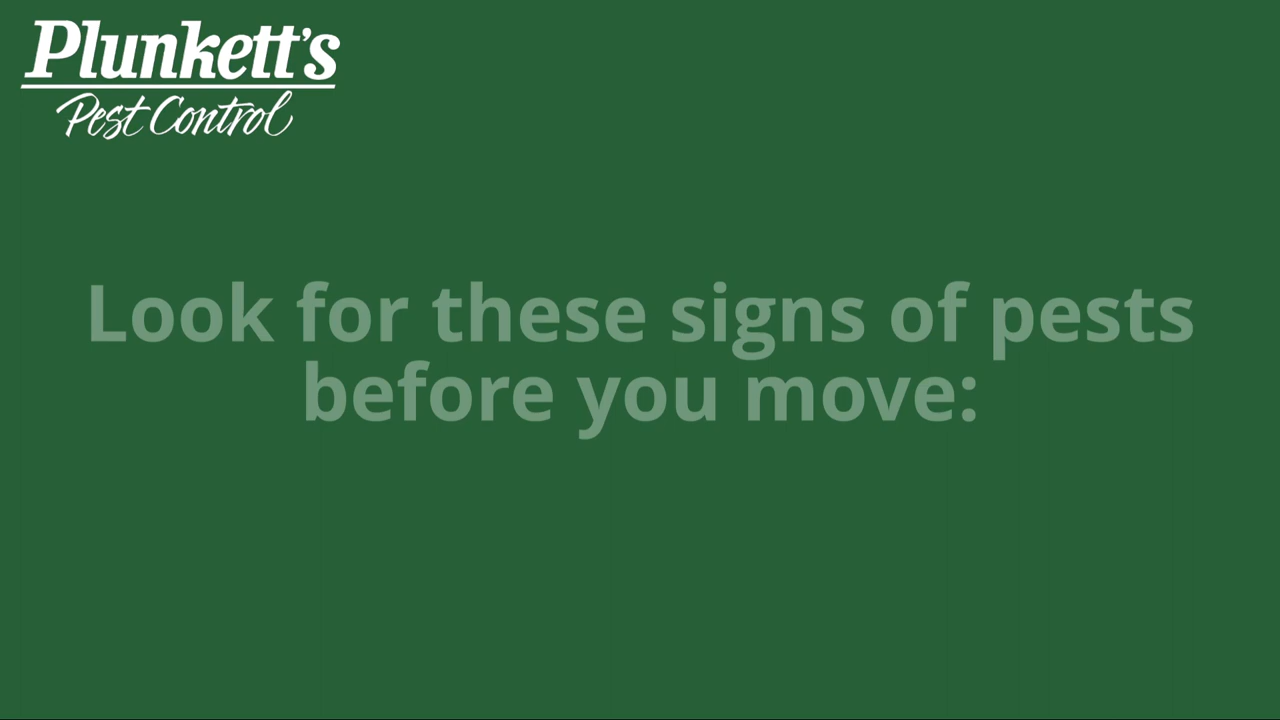 Plunkett's
Pest Control
Look for these signs of pests
before you move: